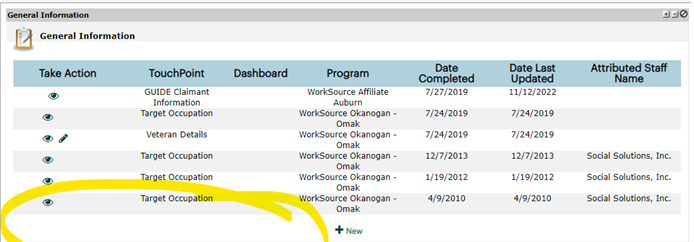 General Information
General Information
Take Action TouchPoint Dashboard Program Date Completed Date Last Updated Attributed Staff Name
GUIDE Claimant Information WorkSource Affiliate Auburn 7/27/2019 11/12/2022
Target Occupation WorkSource Okanogan - Omak 7/24/2019 7/24/2019
Veteran Details WorkSource Okanogan - Omak 7/24/2019 7/24/2019
Target Occupation WorkSource Okanogan - Omak 12/7/2013 12/7/2013 Social Solutions, Inc.
Target Occupation WorkSource Okanogan - Omak 1/19/2012 1/19/2012 Social Solutions, Inc.
Target Occupation WorkSource Okanogan - Omak 4/9/2010 4/9/2010 Social Solutions, Inc.
+ New